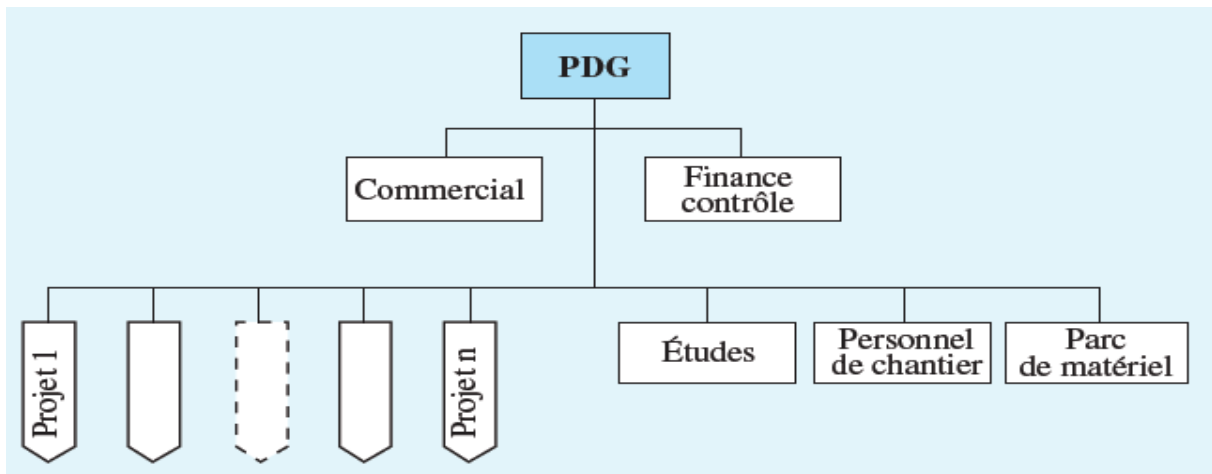 PDG
Commercial
Finance
contrôle
Projet 1
Projet n
Études
Personnel
de chantier
Parc
de matériel